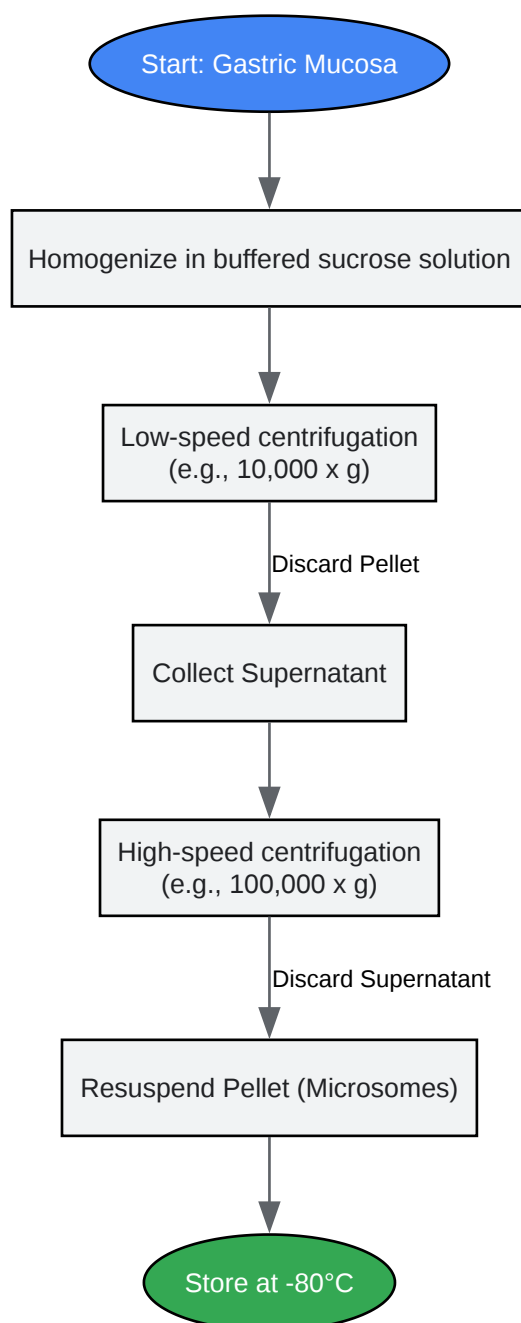 Start: Gastric Mucosa
Homogenize in buffered sucrose solution
Low-speed centrifugation
(e.g., 10,000 x g)
Discard Pellet
Collect Supernatant
High-speed centrifugation
(e.g., 100,000 x g)
Discard Supernatant
Resuspend Pellet (Microsomes)
Store at -80°C